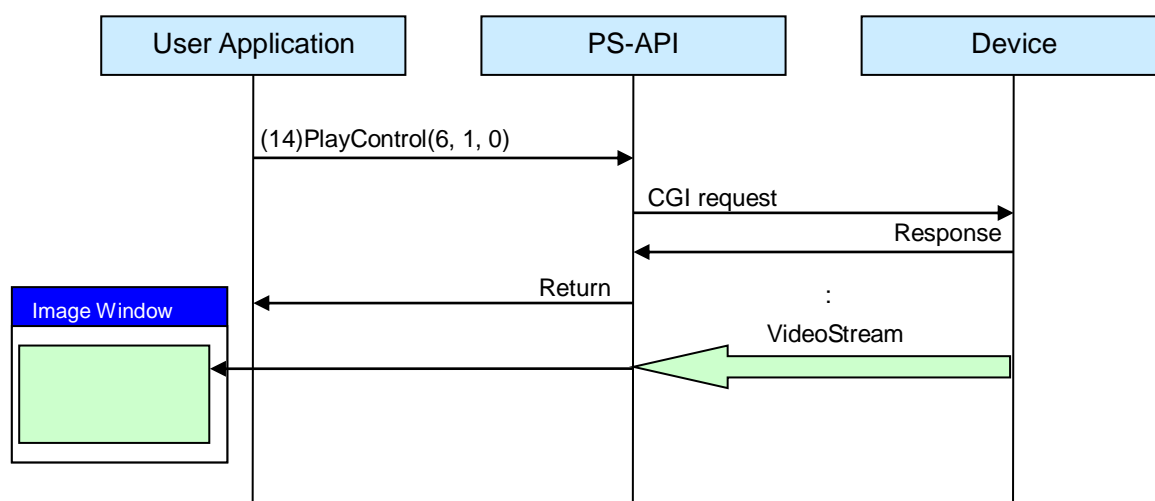 User Application
PS-API
Device
(14)PlayControl(6, 1, 0)
CGI request
Response
Return
:
Image Window
VideoStream